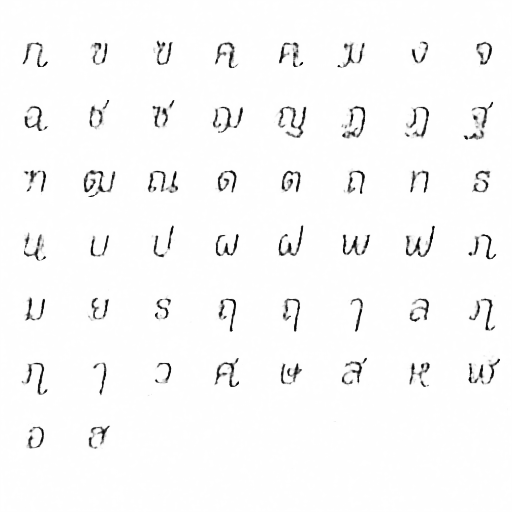 ก ข ฃ ค ฅ ฆ ง จ
ฉ ช ซ ฌ ญ ฎ ฏ ฐ
ฑ ฒ ณ ด ต ถ ท ธ
น บ ป ผ ฝ พ ฟ ภ
ม ย ร ฤ ฤ ๅ ล ฦ
ฦ ๅ ว ศ ษ ส ห ฬ
อ ฮ